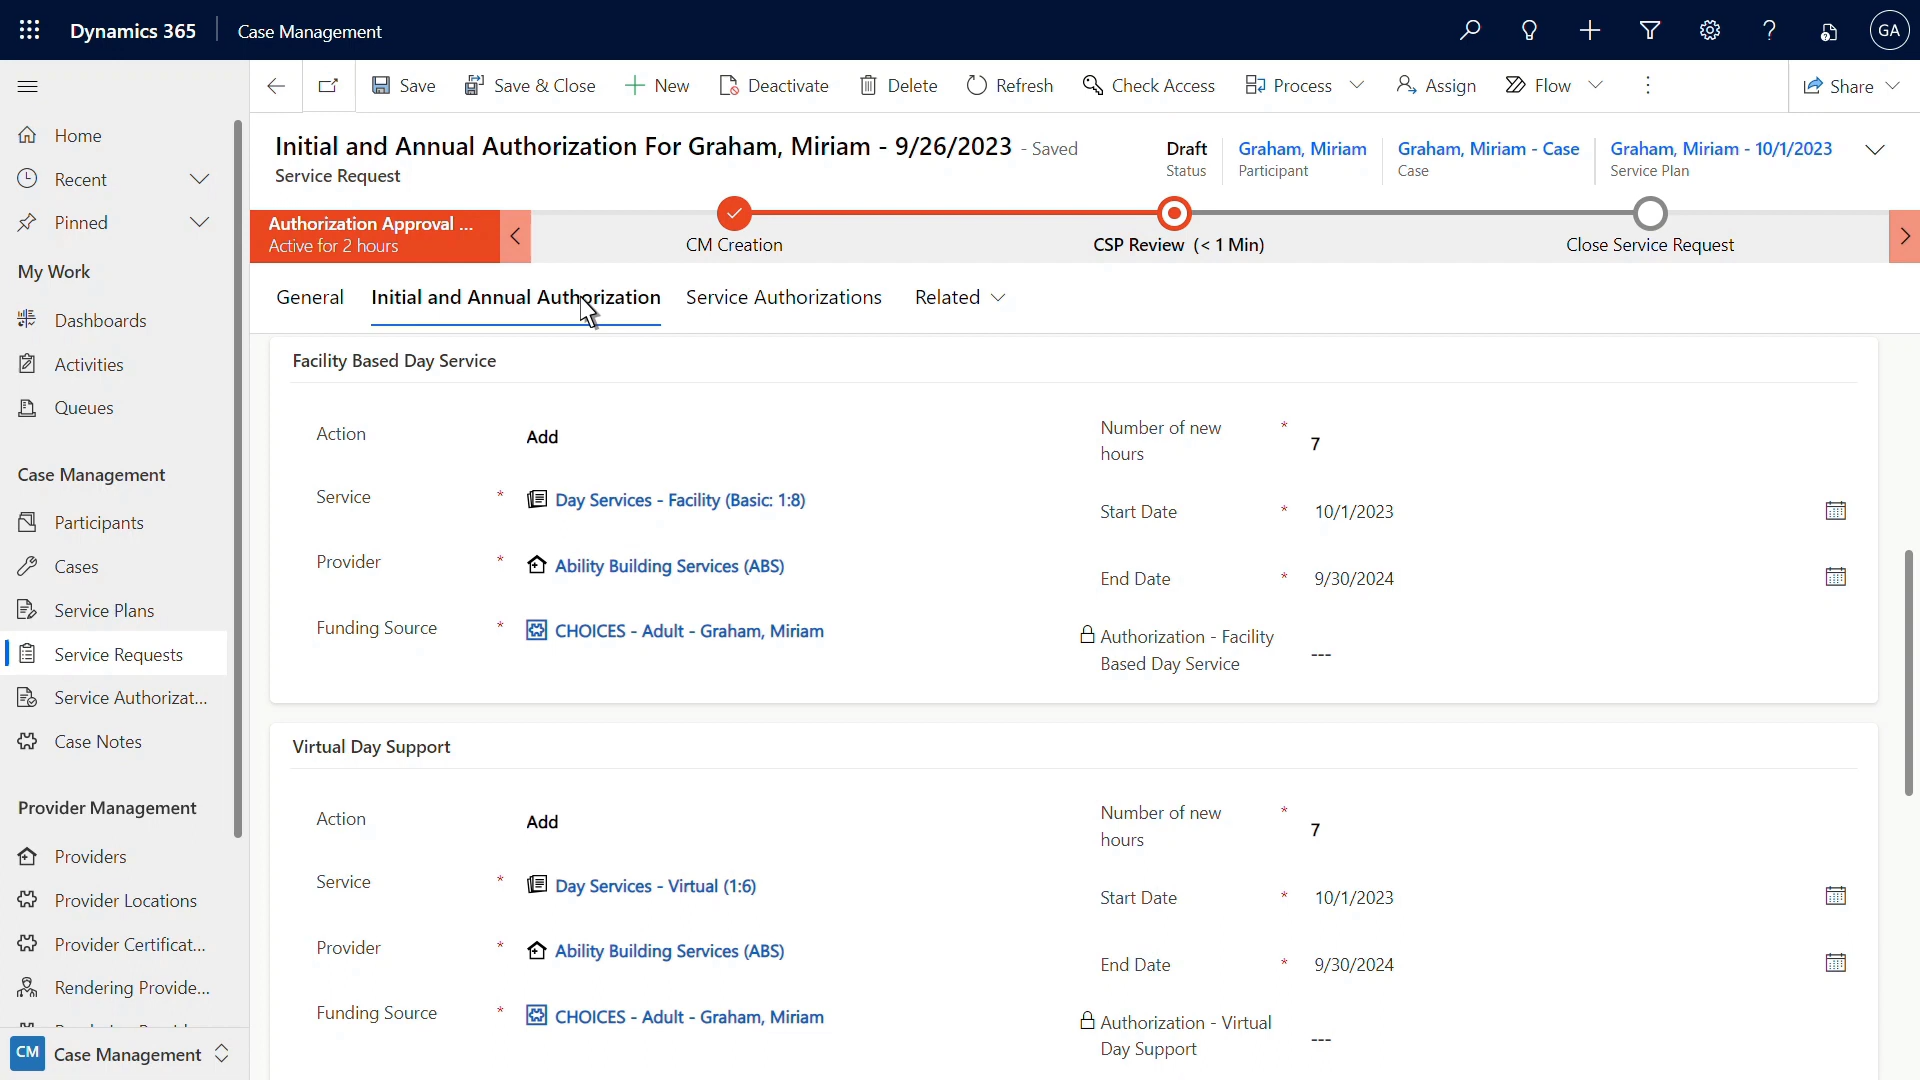 Dynamics 365
Case Management
GA
Save
Save & Close
New
Deactivate
Delete
Refresh
Check Access
Process
Assign
Flow
Share
Home
Recent
Pinned
My Work
Dashboards
Activities
Queues
Case Management
Participants
Cases
Service Plans
Service Requests
Service Authorizat...
Case Notes
Provider Management
Providers
Provider Locations
Provider Certificat...
Rendering Provide...
CM
Case Management
Initial and Annual Authorization For Graham, Miriam - 9/26/2023 - Saved
Service Request
Draft
Status
Graham, Miriam
Participant
Graham, Miriam - Case
Case
Graham, Miriam - 10/1/2023
Service Plan
Authorization Approval ...
Active for 2 hours
CM Creation
CSP Review (< 1 Min)
Close Service Request
General
Initial and Annual Authorization
Service Authorizations
Related
Facility Based Day Service
Action
Add
Service *
Day Services - Facility (Basic: 1:8)
Provider *
Ability Building Services (ABS)
Funding Source *
CHOICES - Adult - Graham, Miriam
Number of new *
hours
7
Start Date *
10/1/2023
End Date *
9/30/2024
Authorization - Facility
Based Day Service
---
Virtual Day Support
Action
Add
Service *
Day Services - Virtual (1:6)
Provider *
Ability Building Services (ABS)
Funding Source *
CHOICES - Adult - Graham, Miriam
Number of new *
hours
7
Start Date *
10/1/2023
End Date *
9/30/2024
Authorization - Virtual
Day Support
---